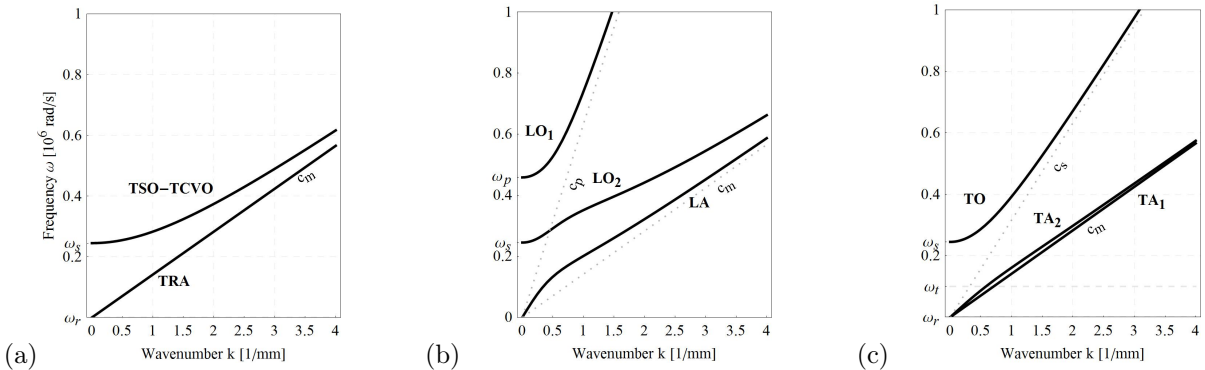 1
0.8
0.6
0.4
ω_s
0.2
ω_r
Frequency ω [10^6 rad/s]
TSO−TCVO
TRA
c_m
0 0.5 1 1.5 2 2.5 3 3.5 4
Wavenumber k [1/mm]
(a)
1
0.8
0.6
ω_p
0.4
ω_s
0.2
0
LO_1
LO_2
LA
c_p
c_m
0 0.5 1 1.5 2 2.5 3 3.5 4
Wavenumber k [1/mm]
(b)
1
0.8
0.6
0.4
ω_s
0.2
ω_t
ω_r
TO
c_s
TA_2
TA_1
c_m
0 0.5 1 1.5 2 2.5 3 3.5 4
Wavenumber k [1/mm]
(c)